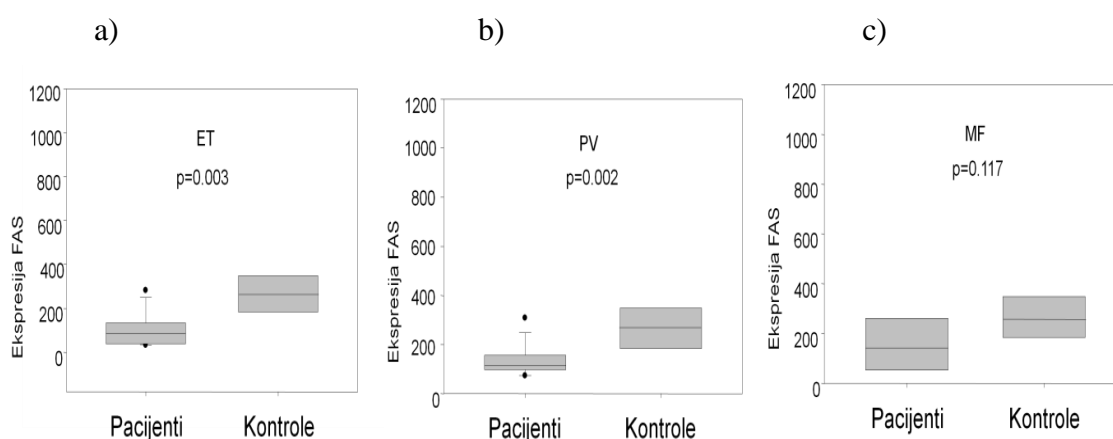 a)
1200
1000
800
600
400
200
0
Ekspresija FAS
ET
p=0.003
Pacijenti Kontrole
b)
1200
1000
800
600
400
200
0
Ekspresija FAS
PV
p=0.002
Pacijenti Kontrole
c)
1200
1000
800
600
400
200
0
Ekspresija FAS
MF
p=0.117
Pacijenti Kontrole